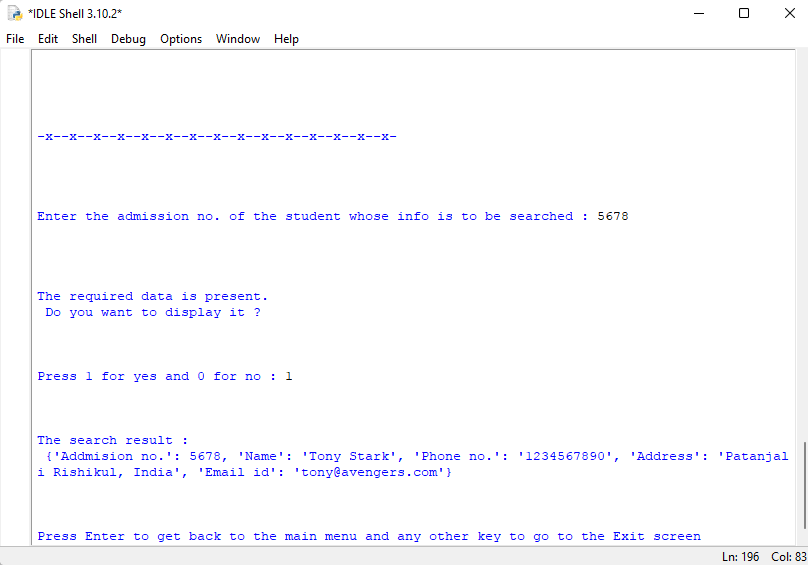 *IDLE Shell 3.10.2*
File Edit Shell Debug Options Window Help
-x--x--x--x--x--x--x--x--x--x--x--x--x--x--x-
Enter the admission no. of the student whose info is to be searched : 5678
The required data is present.
Do you want to display it ?
Press 1 for yes and 0 for no : 1
The search result :
{'Addmision no.': 5678, 'Name': 'Tony Stark', 'Phone no.': '1234567890', 'Address': 'Patanjal
i Rishikul, India', 'Email id': 'tony@avengers.com'}
Press Enter to get back to the main menu and any other key to go to the Exit screen
Ln: 196 Col: 83